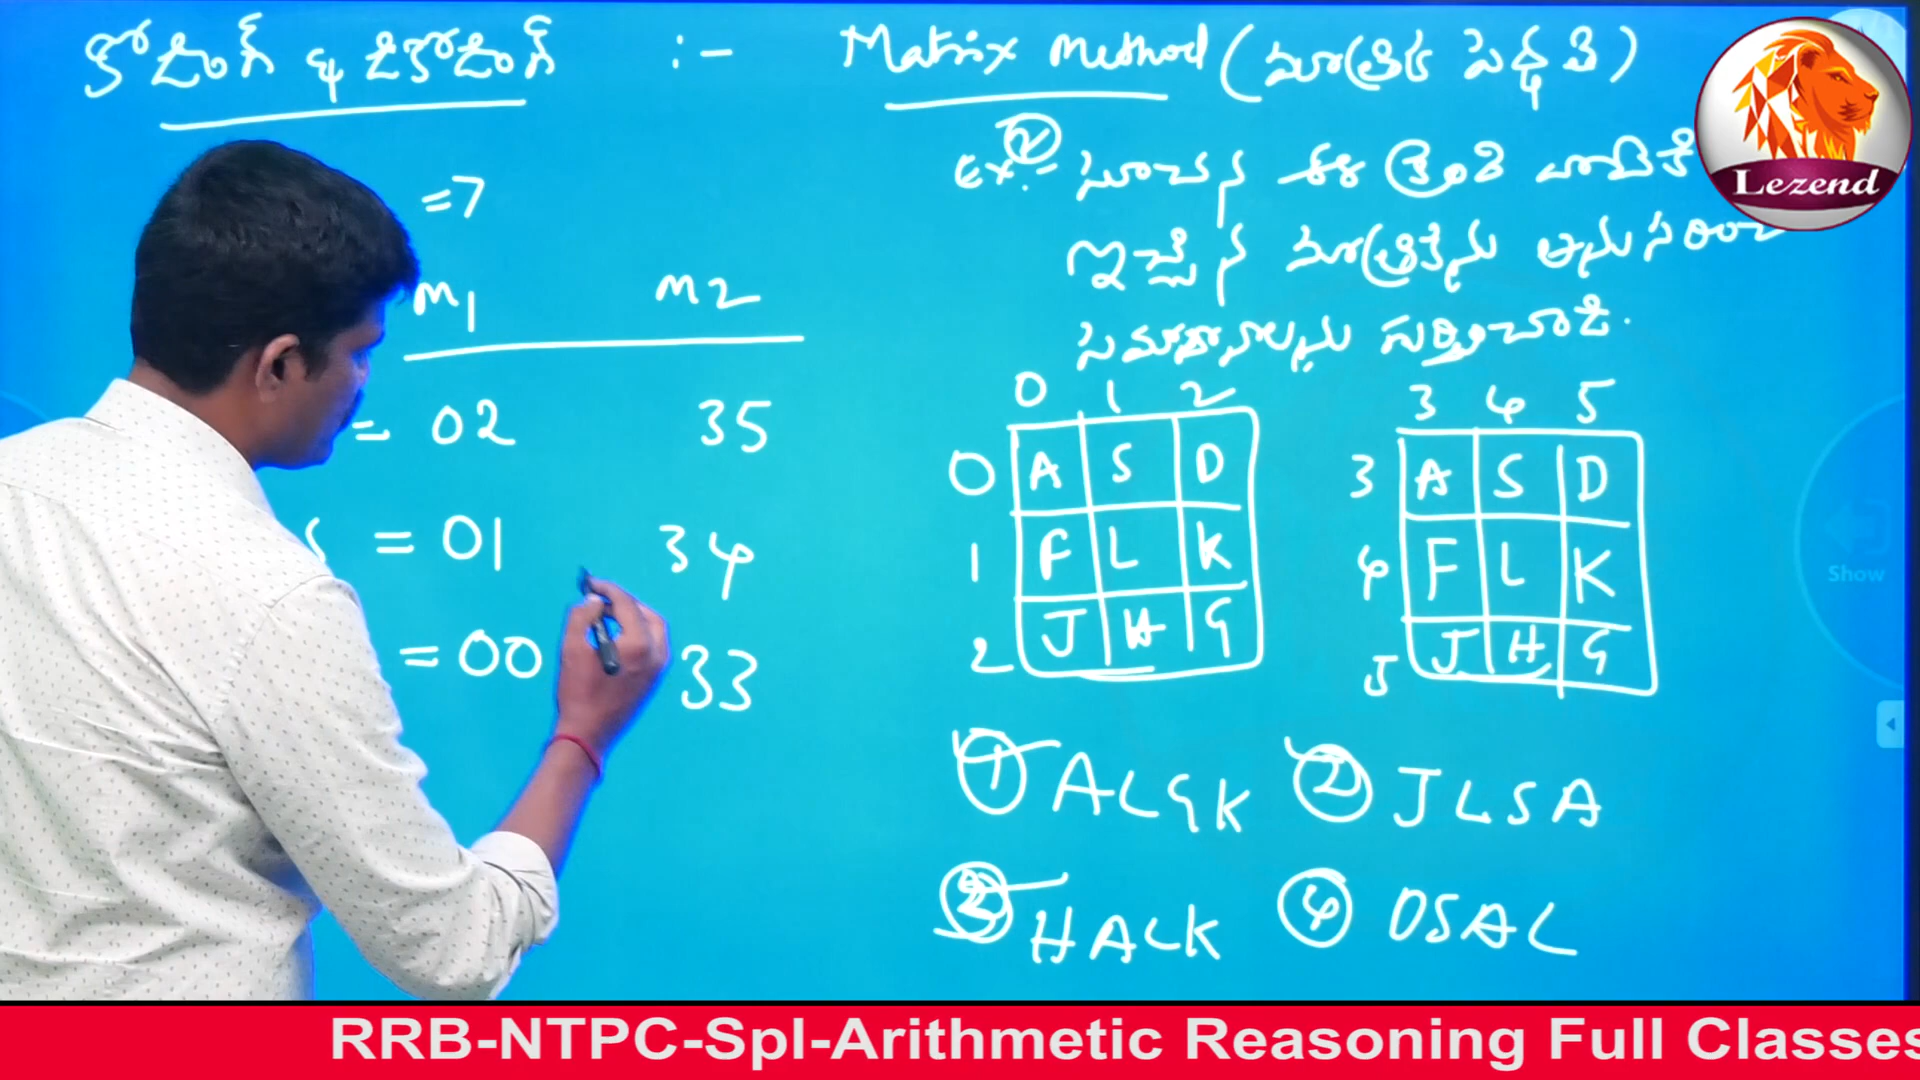 కోడింగ్ & డికోడింగ్ :- Matrix Method (మాత్రిక పద్ధతి)
Ex:- 2 సూచన ఈ క్రింది వాటికి
ఇచ్చిన మాత్రికను అనుసరించి
సమాధానాలను గుర్తించండి.
=7
M1 M2
= 02 35
= 01 34
= 00 33
0 1 2
0 A S D
1 F L K
2 J H G
3 4 5
3 A S D
4 F L K
5 J H G
1 ALGK 2 JLSA
3 HALK 4 DSAL
Lezend
Show
RRB-NTPC-Spl-Arithmetic Reasoning Full Classes